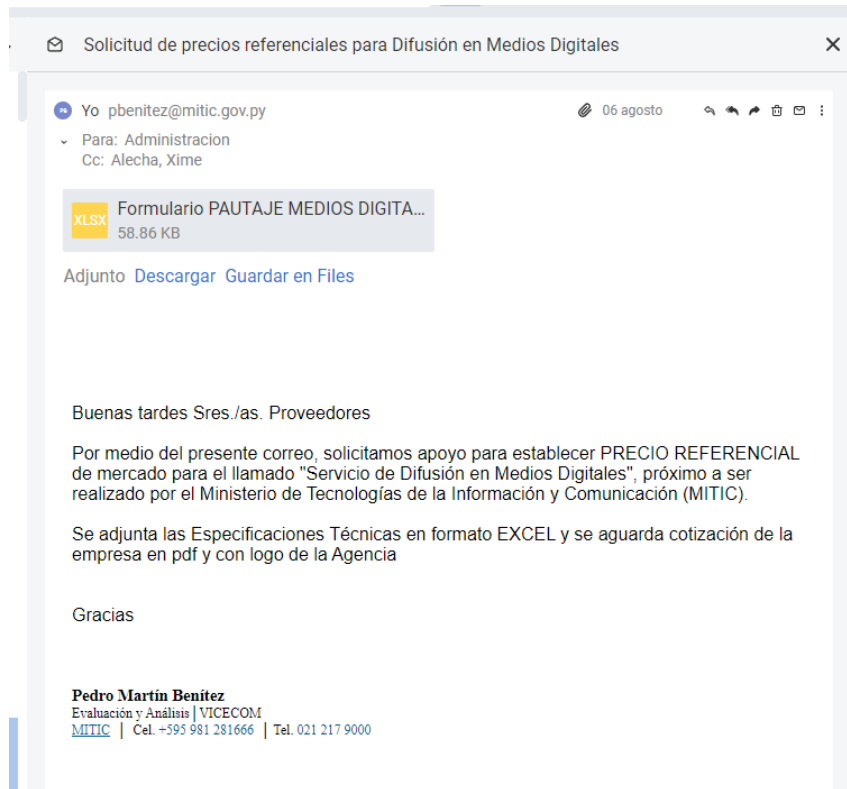 Solicitud de precios referenciales para Difusión en Medios Digitales
Yo pbenitez@mitic.gov.py
06 agosto
Para: Administracion
Cc: Alecha, Xime
XLSX
Formulario PAUTAJE MEDIOS DIGITA...
58.86 KB
Adjunto Descargar Guardar en Files
Buenas tardes Sres./as. Proveedores
Por medio del presente correo, solicitamos apoyo para establecer PRECIO REFERENCIAL
de mercado para el llamado "Servicio de Difusión en Medios Digitales", próximo a ser
realizado por el Ministerio de Tecnologías de la Información y Comunicación (MITIC).
Se adjunta las Especificaciones Técnicas en formato EXCEL y se aguarda cotización de la
empresa en pdf y con logo de la Agencia
Gracias
Pedro Martín Benítez
Evaluación y Análisis | VICECOM
MITIC | Cel. +595 981 281666 | Tel. 021 217 9000